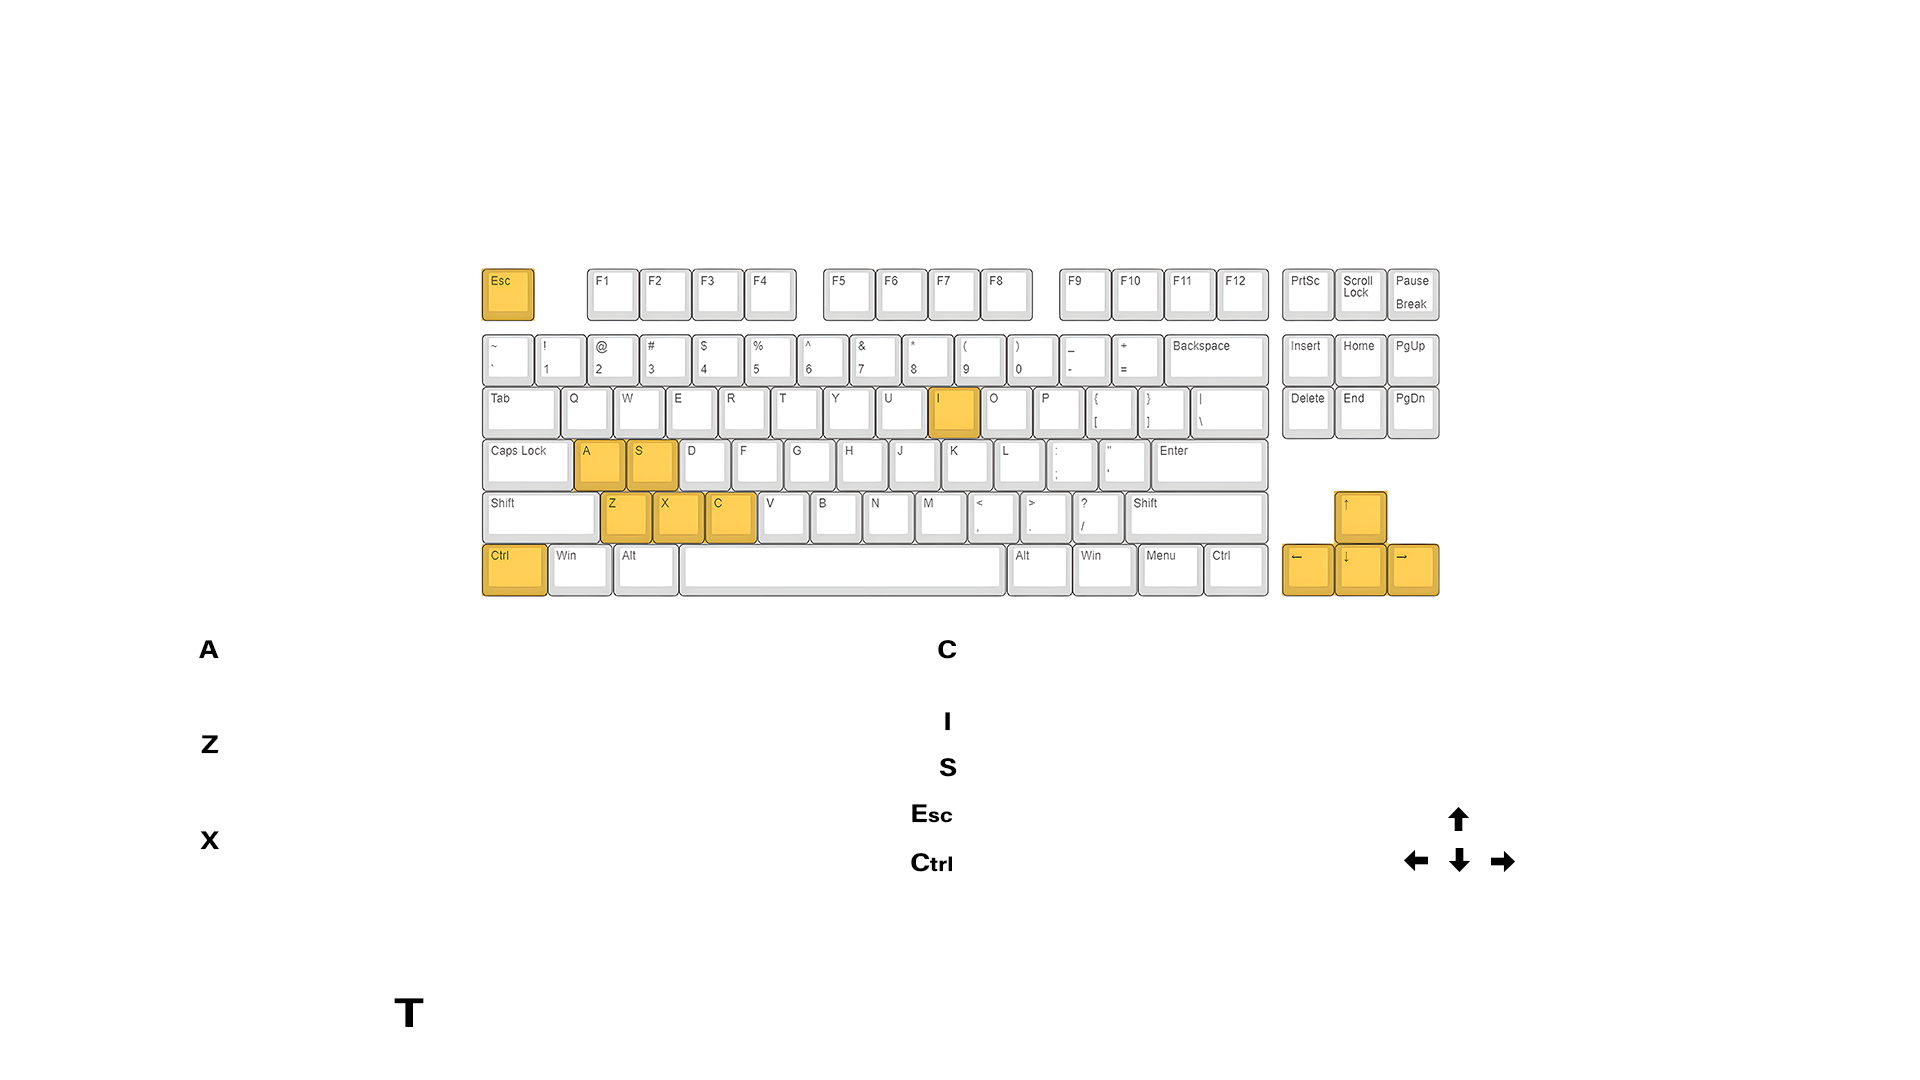 Esc F1 F2 F3 F4 F5 F6 F7 F8 F9 F10 F11 F12 PrtSc Scroll Lock Pause Break
~ ` ! 1 @ 2 # 3 $ 4 % 5 ^ 6 & 7 * 8 ( 9 ) 0 _ - + = Backspace Insert Home PgUp
Tab Q W E R T Y U I O P { [ } ] | \ Delete End PgDn
Caps Lock A S D F G H J K L : ; " ' Enter
Shift Z X C V B N M < , > . ? / Shift ↑
Ctrl Win Alt Alt Win Menu Ctrl ← ↓ →
A
Z
X
C
I
S
Esc
Ctrl
↑
← ↓ →
T